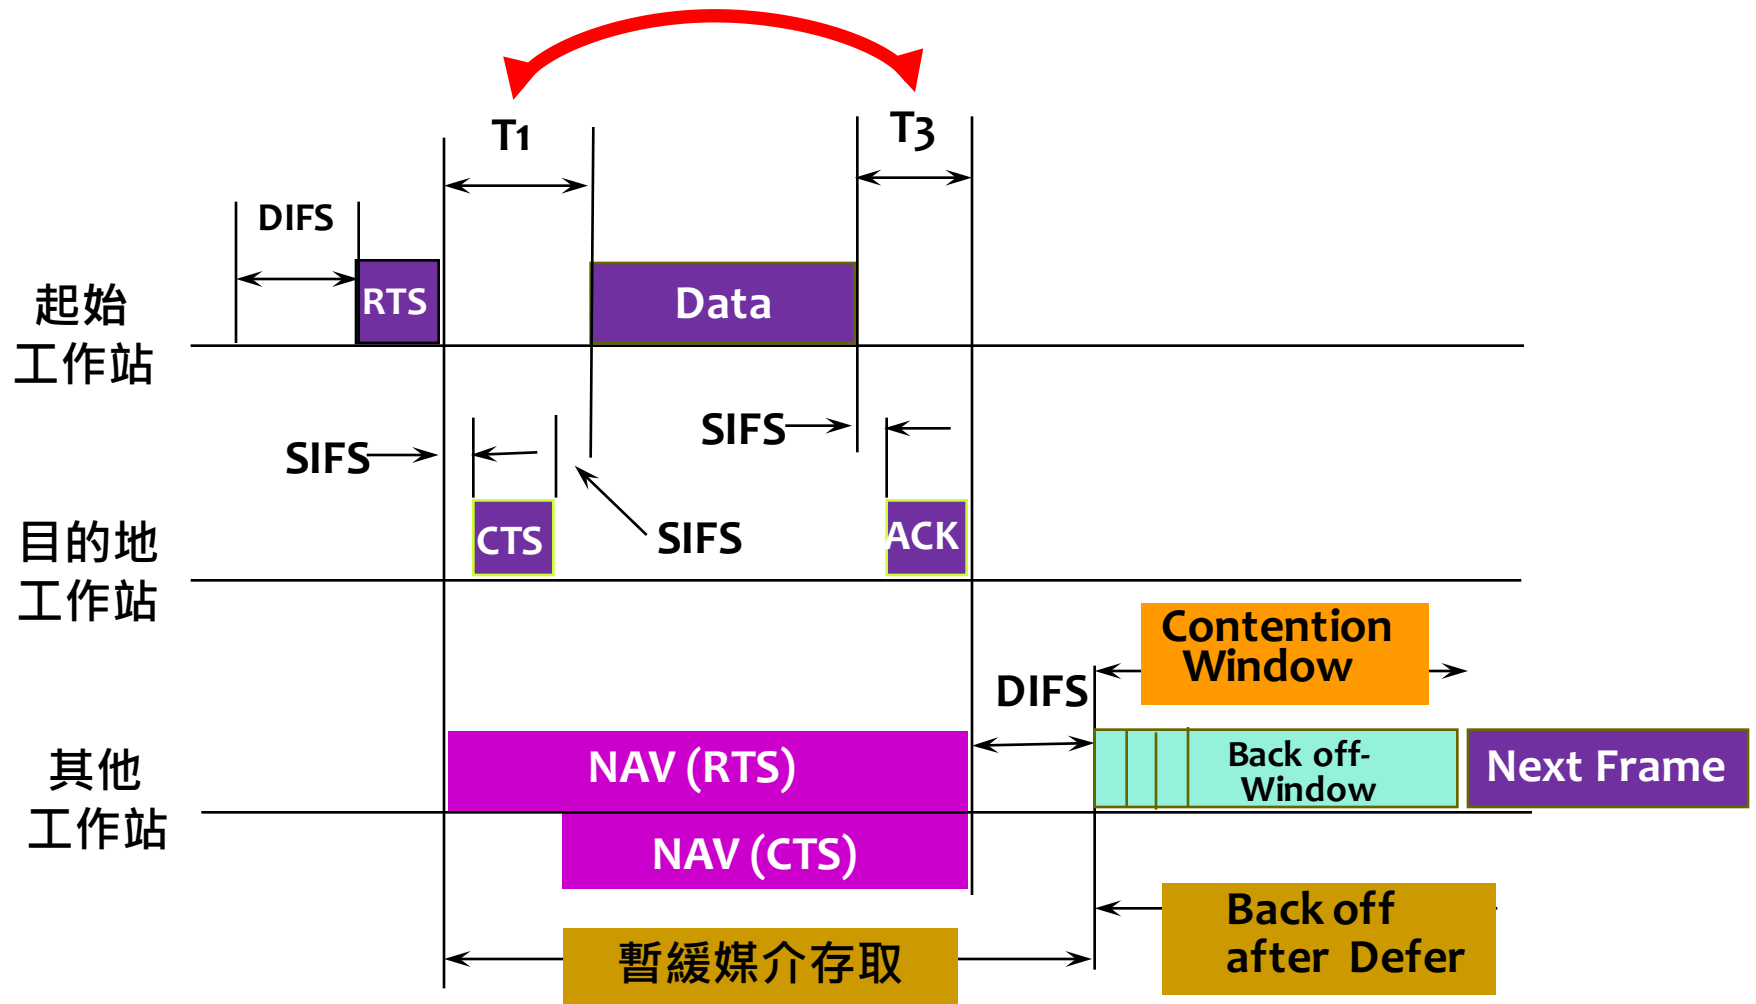 T1
T3
DIFS
起始
工作站
RTS
Data
SIFS
SIFS
目的地
工作站
CTS
SIFS
ACK
Contention
Window
DIFS
其他
工作站
NAV (RTS)
Back off-
Window
Next Frame
NAV (CTS)
Back off
after Defer
暫緩媒介存取